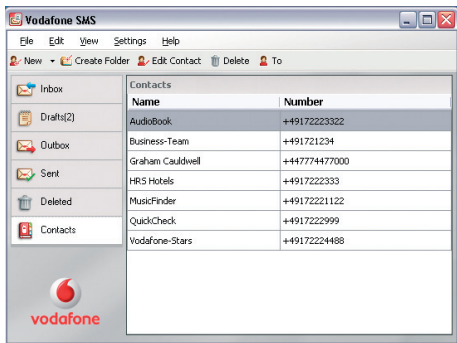 Vodafone SMS
File Edit View Settings Help
New Create Folder Edit Contact Delete To
Inbox
Drafts(2)
Outbox
Sent
Deleted
Contacts
vodafone
Contacts
Name Number
AudioBook +49172223322
Business-Team +491721234
Graham Cauldwell +447774477000
HRS Hotels +4917222333
MusicFinder +49172221122
QuickCheck +4917222999
Vodafone-Stars +49172224488